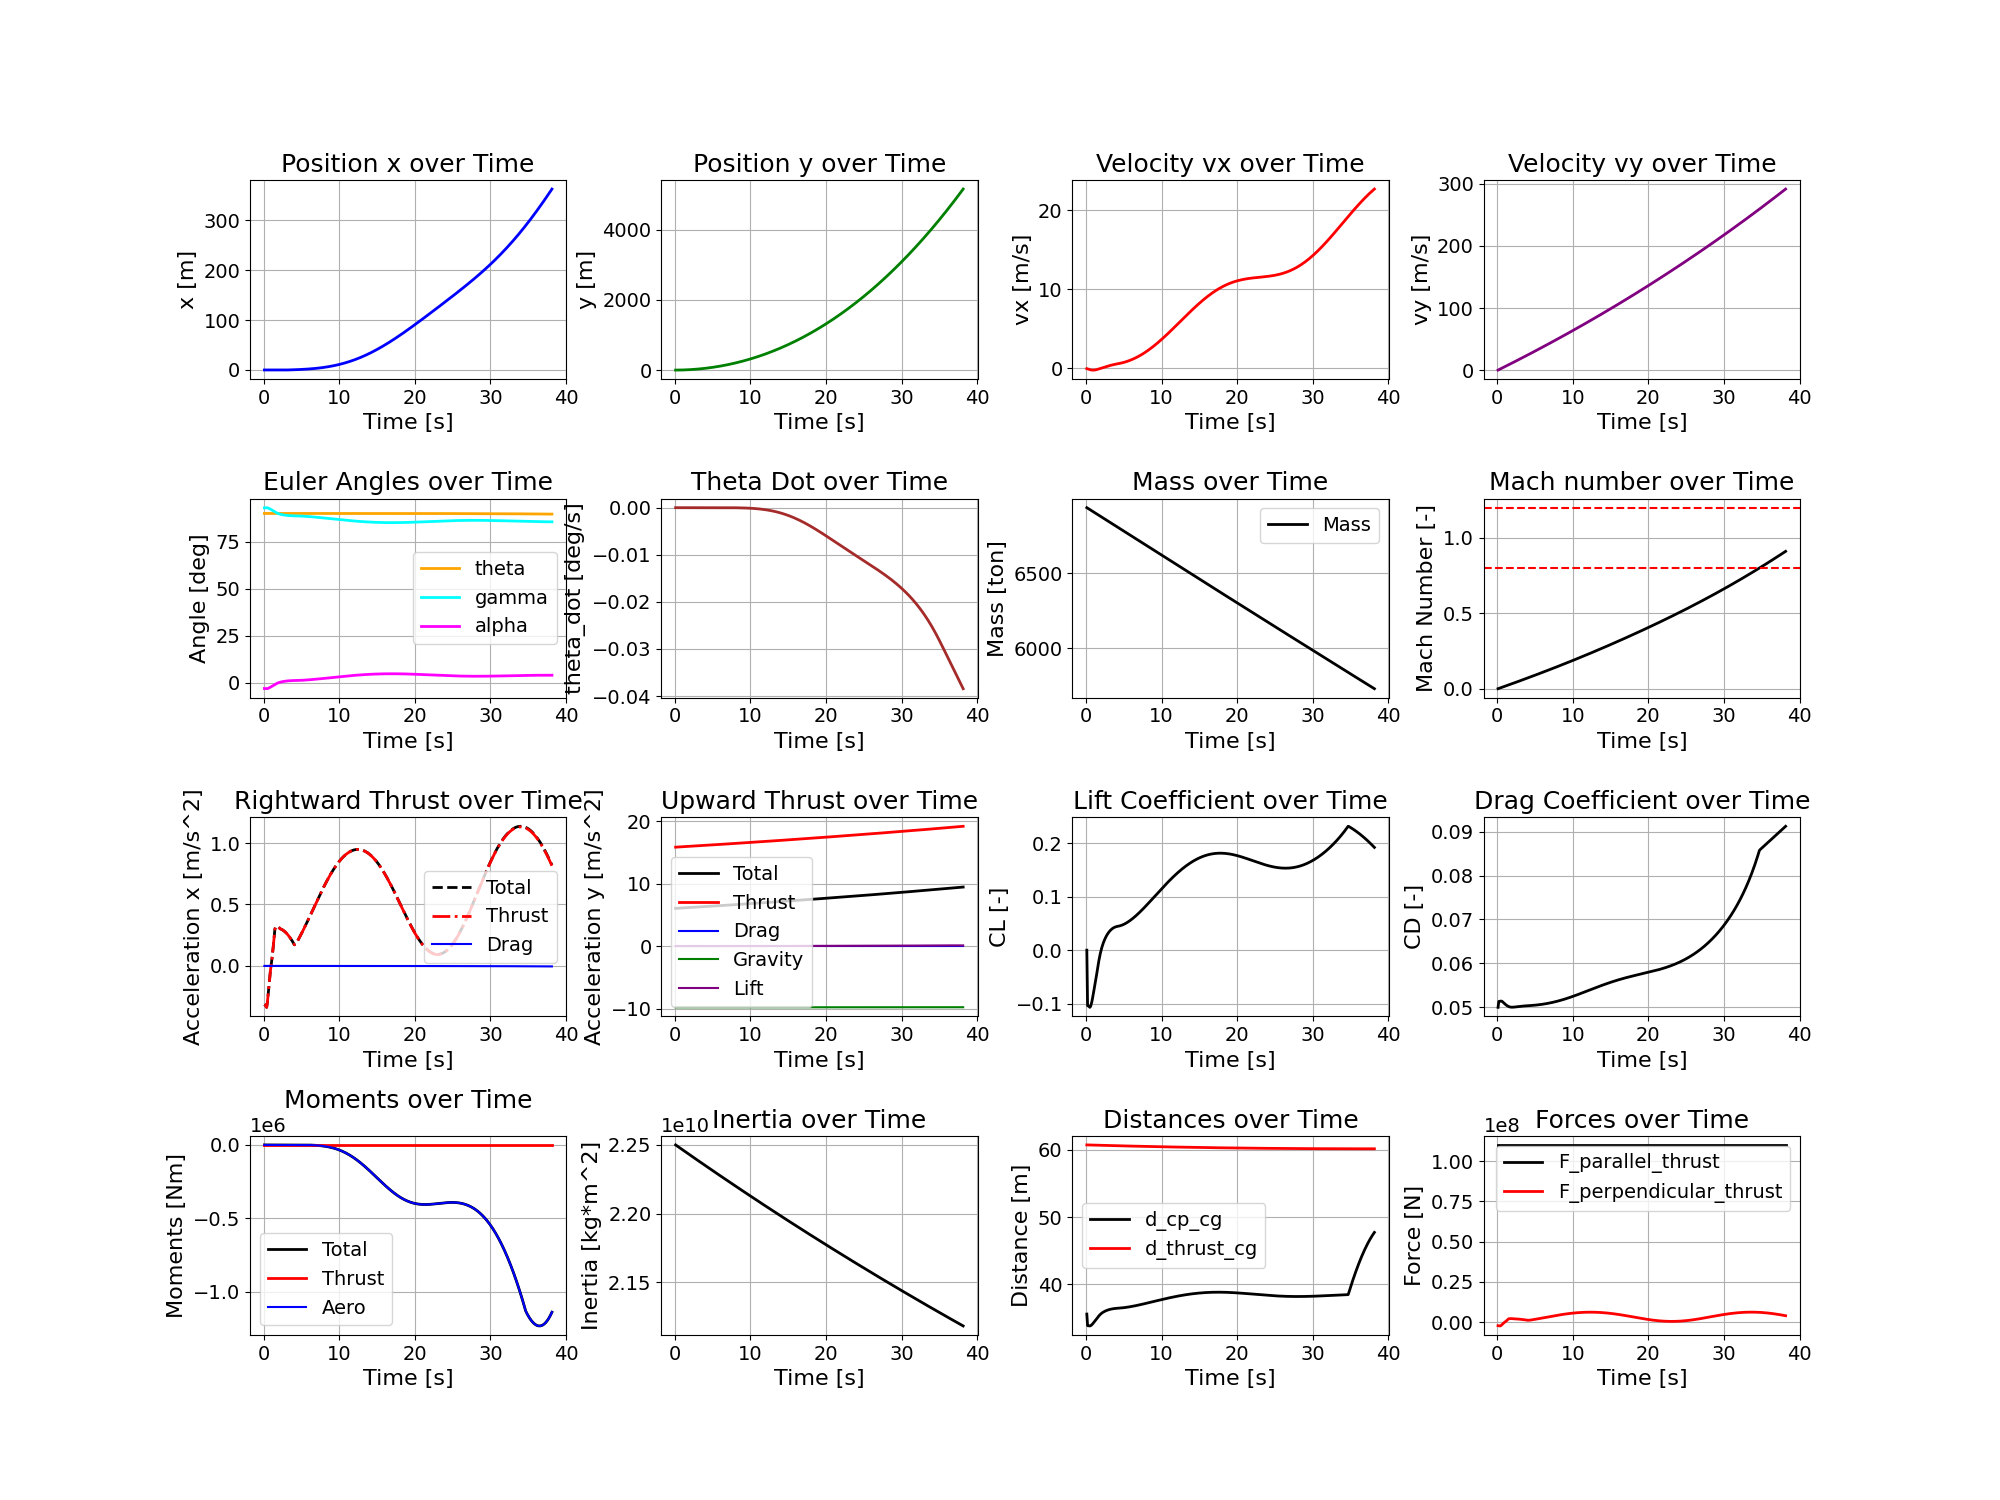 Position x over Time
x [m]
300
200
100
0
0 10 20 30 40
Time [s]
Position y over Time
y [m]
4000
2000
0
0 10 20 30 40
Time [s]
Velocity vx over Time
vx [m/s]
20
10
0
0 10 20 30 40
Time [s]
Velocity vy over Time
vy [m/s]
300
200
100
0
0 10 20 30 40
Time [s]
Euler Angles over Time
Angle [deg]
75
50
25
0
theta
gamma
alpha
0 10 20 30 40
Time [s]
Theta Dot over Time
theta_dot [deg/s]
0.00
−0.01
−0.02
−0.03
−0.04
0 10 20 30 40
Time [s]
Mass over Time
Mass [ton]
6500
6000
Mass
0 10 20 30 40
Time [s]
Mach number over Time
Mach Number [-]
1.0
0.5
0.0
0 10 20 30 40
Time [s]
Rightward Thrust over Time
Acceleration x [m/s^2]
1.0
0.5
0.0
Total
Thrust
Drag
0 10 20 30 40
Time [s]
Upward Thrust over Time
Acceleration y [m/s^2]
20
10
0
−10
Total
Thrust
Drag
Gravity
Lift
0 10 20 30 40
Time [s]
Lift Coefficient over Time
CL [-]
0.2
0.1
0.0
−0.1
0 10 20 30 40
Time [s]
Drag Coefficient over Time
CD [-]
0.09
0.08
0.07
0.06
0.05
0 10 20 30 40
Time [s]
Moments over Time
1e6
Moments [Nm]
0.0
−0.5
−1.0
Total
Thrust
Aero
0 10 20 30 40
Time [s]
Inertia over Time
1e10
Inertia [kg*m^2]
2.25
2.20
2.15
0 10 20 30 40
Time [s]
Distances over Time
Distance [m]
60
50
40
d_cp_cg
d_thrust_cg
0 10 20 30 40
Time [s]
Forces over Time
1e8
Force [N]
1.00
0.75
0.50
0.25
0.00
F_parallel_thrust
F_perpendicular_thrust
0 10 20 30 40
Time [s]